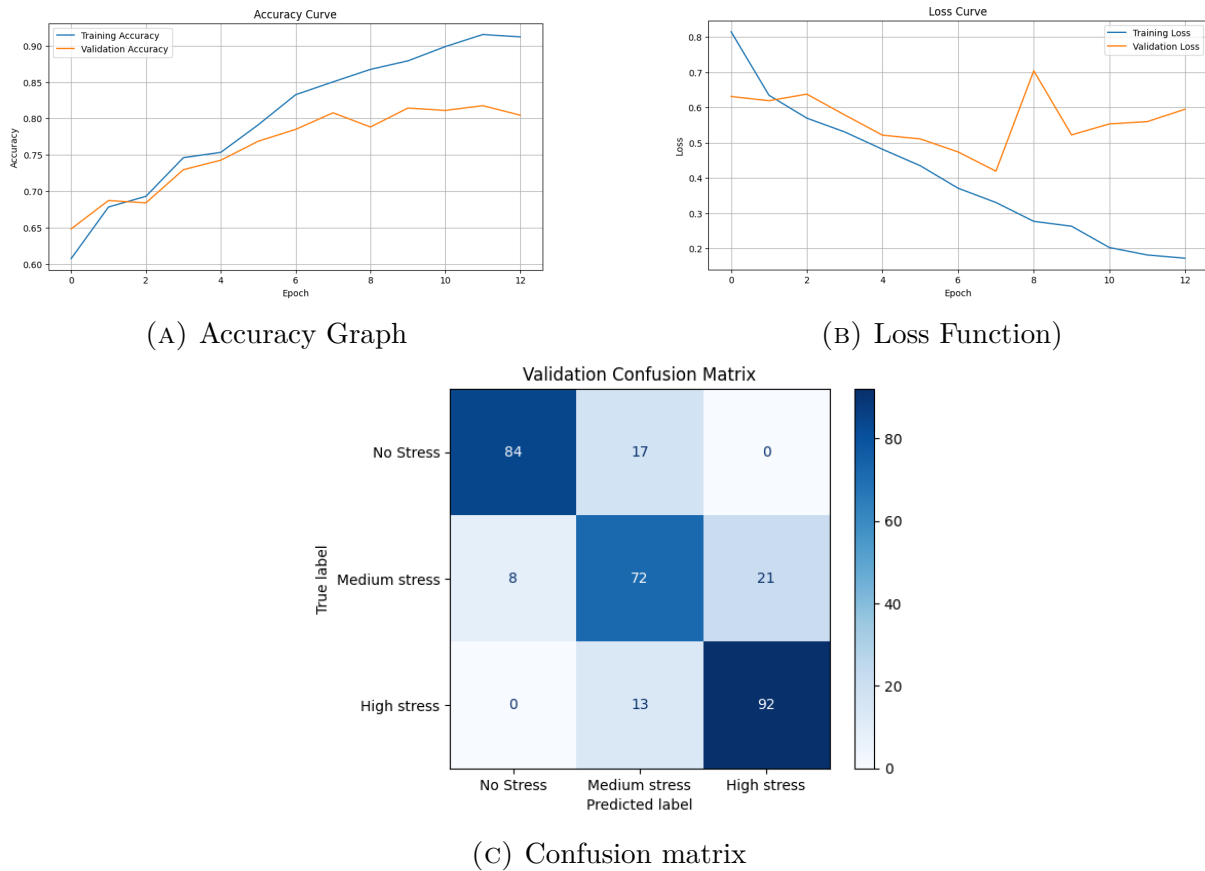 Accuracy Curve
Training Accuracy
Validation Accuracy
0.90
0.85
0.80
0.75
0.70
0.65
0.60
Accuracy
0 2 4 6 8 10 12
Epoch
(A) Accuracy Graph
Loss Curve
Training Loss
Validation Loss
0.8
0.7
0.6
0.5
0.4
0.3
0.2
Loss
0 2 4 6 8 10 12
Epoch
(B) Loss Function)
Validation Confusion Matrix
No Stress 84 17 0
Medium stress 8 72 21
High stress 0 13 92
True label
No Stress Medium stress High stress
Predicted label
80
60
40
20
0
(C) Confusion matrix